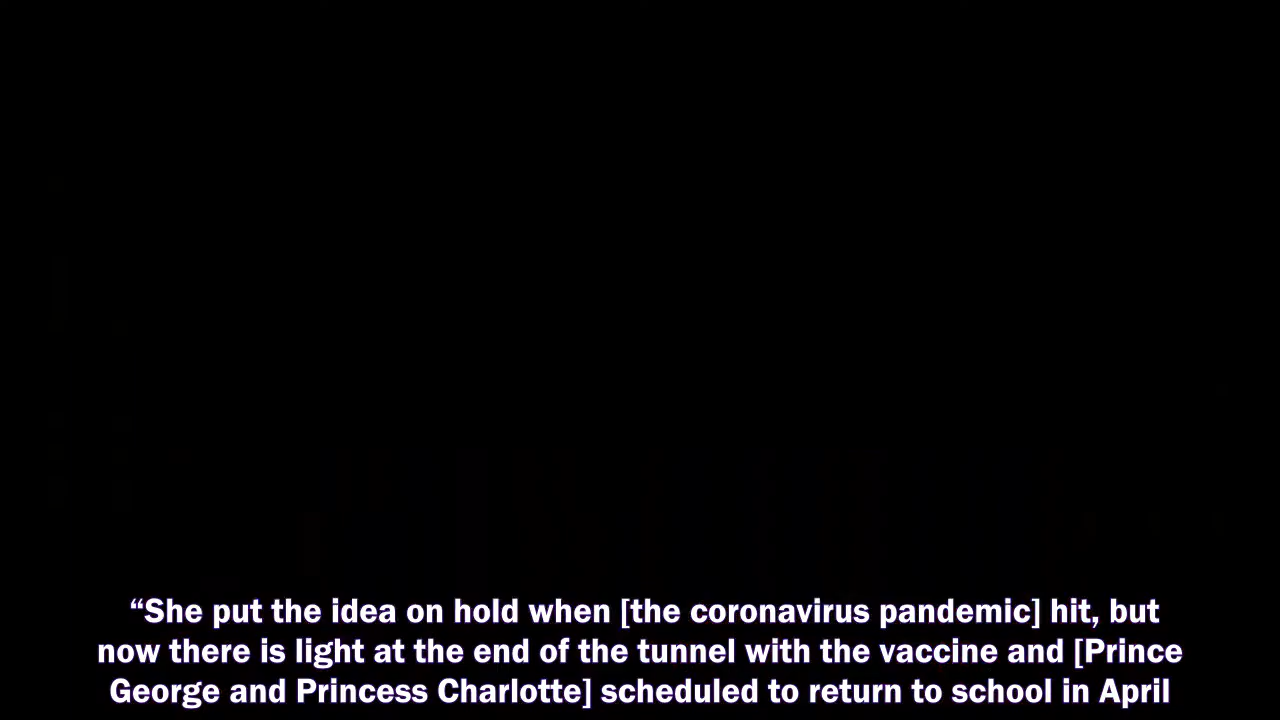 “She put the idea on hold when [the coronavirus pandemic] hit, but
now there is light at the end of the tunnel with the vaccine and [Prince
George and Princess Charlotte] scheduled to return to school in April